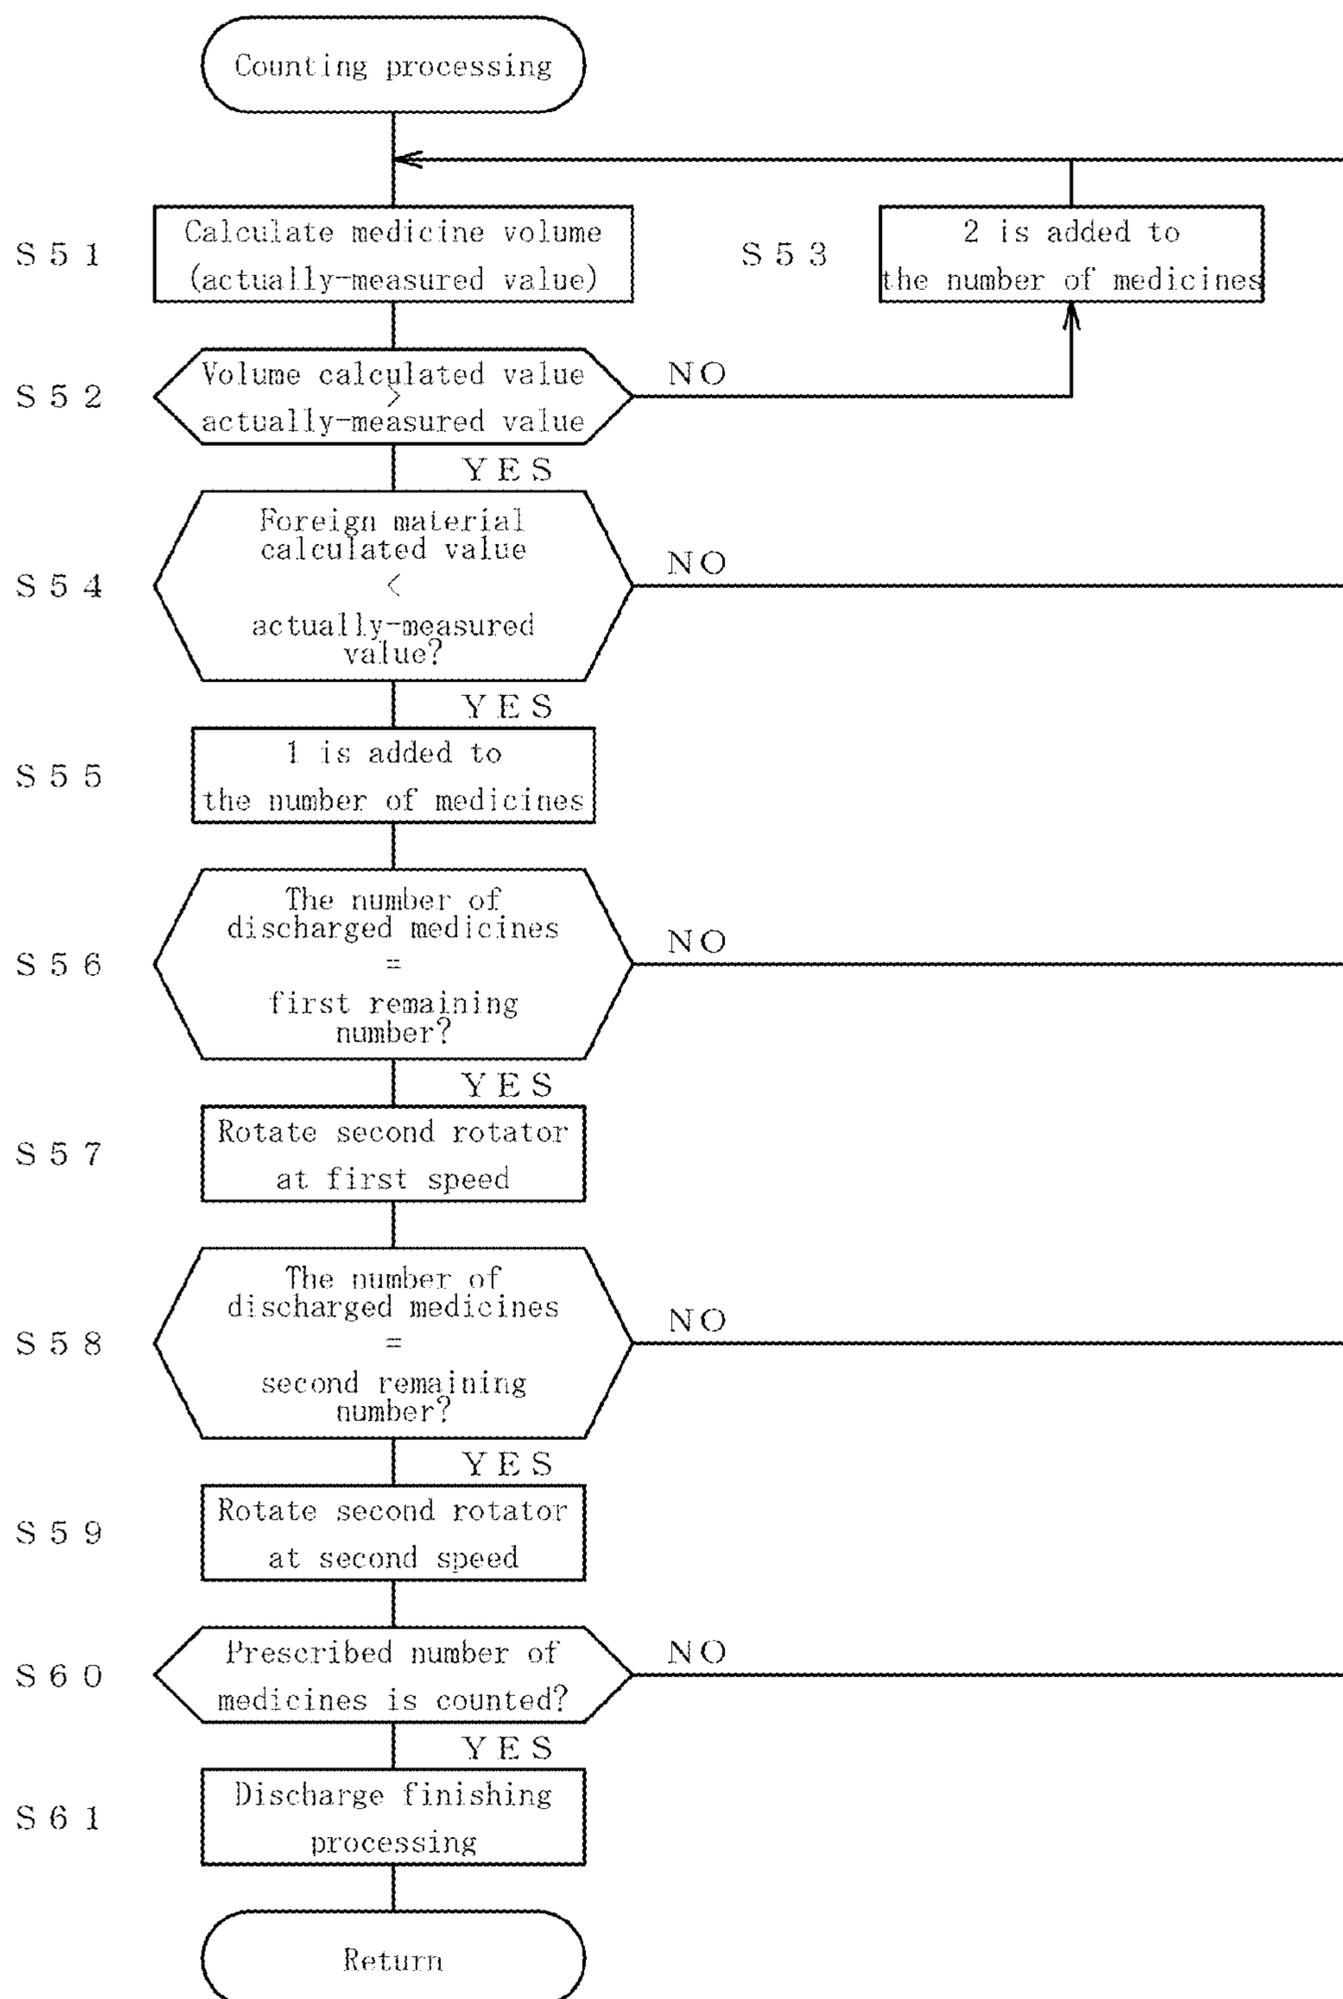 Counting processing
S51
Calculate medicine volume
(actually-measured value)
S53
2 is added to
the number of medicines
S52
Volume calculated value
>
actually-measured value
NO
YES
S54
Foreign material
calculated value
<
actually-measured
value?
NO
YES
S55
1 is added to
the number of medicines
S56
The number of
discharged medicines
=
first remaining
number?
NO
YES
S57
Rotate second rotator
at first speed
S58
The number of
discharged medicines
=
second remaining
number?
NO
YES
S59
Rotate second rotator
at second speed
S60
Prescribed number of
medicines is counted?
NO
YES
S61
Discharge finishing
processing
Return